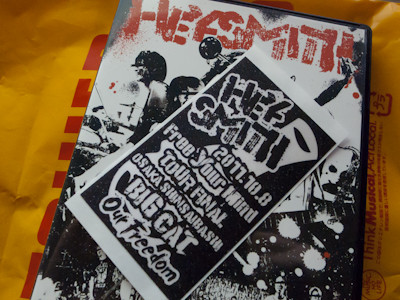 HEY-SMITH
HEY
SMITH
2011.10.8
Free Your Mind
TOUR FINAL
OSAKA SHINSAIBASHI
BIG CAT
Our Freedom
Think Musical